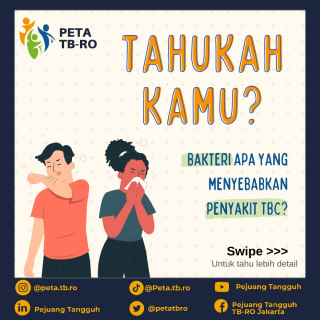 PETA
TB-RO
TAHUKAH
KAMU?
BAKTERI APA YANG
MENYEBABKAN
PENYAKIT TBC?
Swipe >>>
Untuk tahu lebih detail
@peta.tb.ro
@peta.tb.ro
Pejuang Tangguh
Pejuang Tangguh
@petatbro
Pejuang Tangguh
TB-RO Jakarta